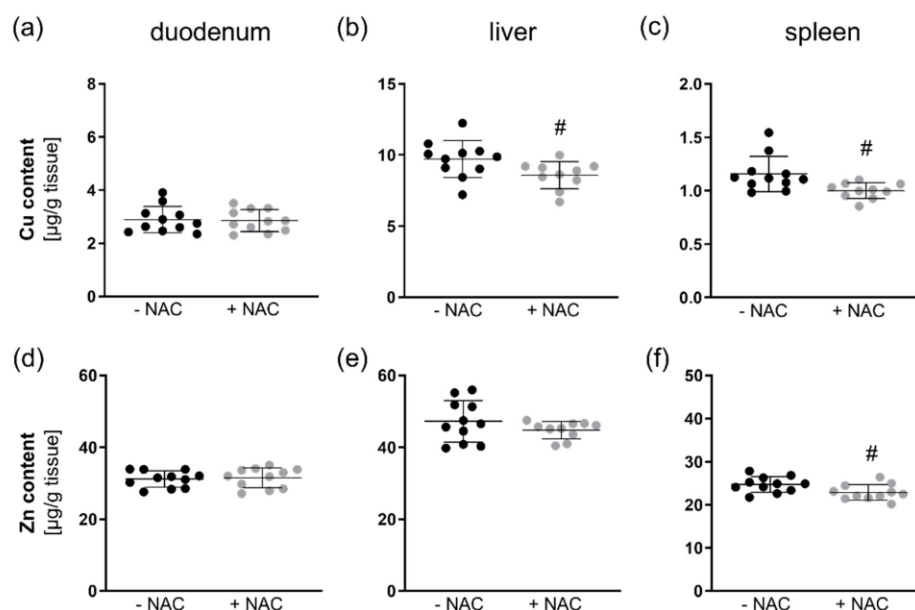 (a) duodenum (b) liver (c) spleen
Cu content
[µg/g tissue]
8
6
4
2
0
- NAC + NAC
15
10
5
0
#
- NAC + NAC
2.0
1.5
1.0
0.5
0.0
#
- NAC + NAC
(d) (e) (f)
Zn content
[µg/g tissue]
60
40
20
0
- NAC + NAC
60
40
20
0
- NAC + NAC
50
40
30
20
10
0
#
- NAC + NAC